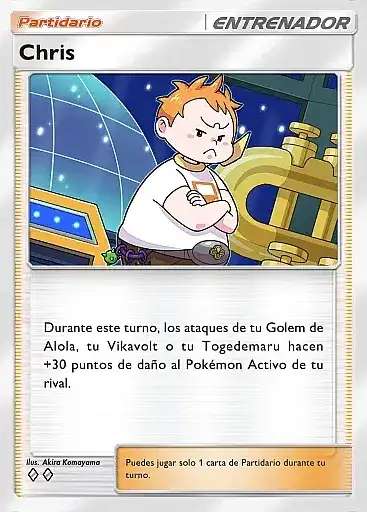 Partidario
ENTRENADOR
Chris
Durante este turno, los ataques de tu Golem de
Alola, tu Vikavolt o tu Togedemaru hacen
+30 puntos de daño al Pokémon Activo de tu
rival.
Ilus. Akira Komayama
Puedes jugar solo 1 carta de Partidario durante tu
turno.